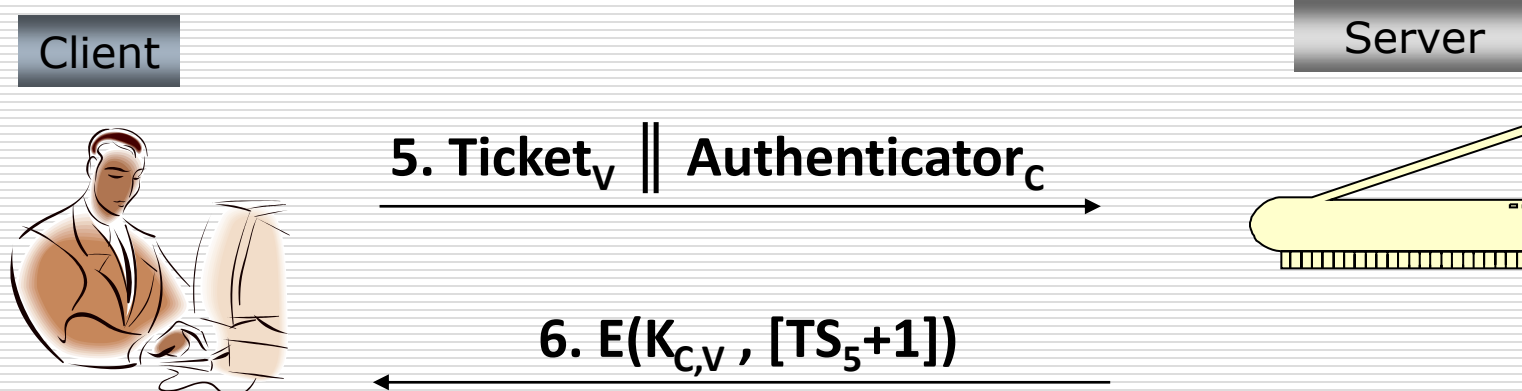 Client
Server
5. Ticket_V ‖ Authenticator_C
6. E(K_C,V , [TS_5+1])